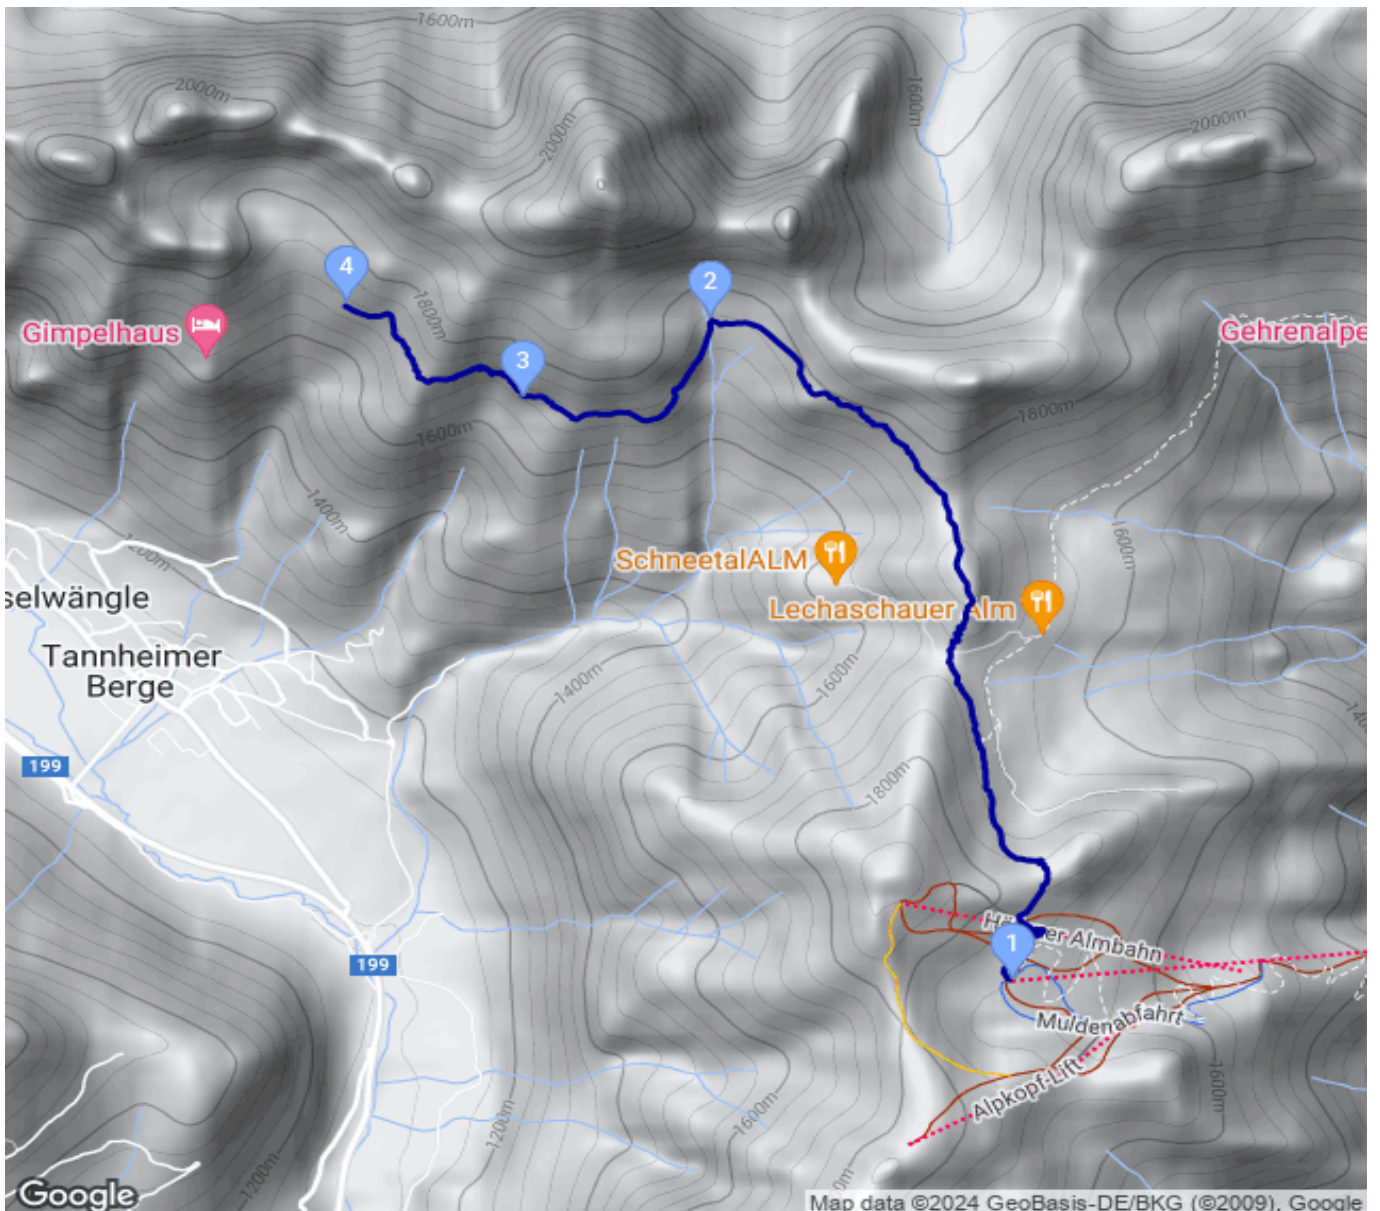 1600m
2000m
2000m
1600m
2000m
4
2
1800m
Gimpelhaus
Gehrenalpe
3
1800m
1600m
1400m
1600m
1200m
SchneetalALM
selwängle
Lechaschauer Alm
Tannheimer
Berge
1400m
1600m
199
1800m
1
199
Almbahn
Muldenabfahrt
Alpkopf-Lift
1600m
1200m
1600m
1200m
Google
Map data ©2024 GeoBasis-DE/BKG (©2009), Google